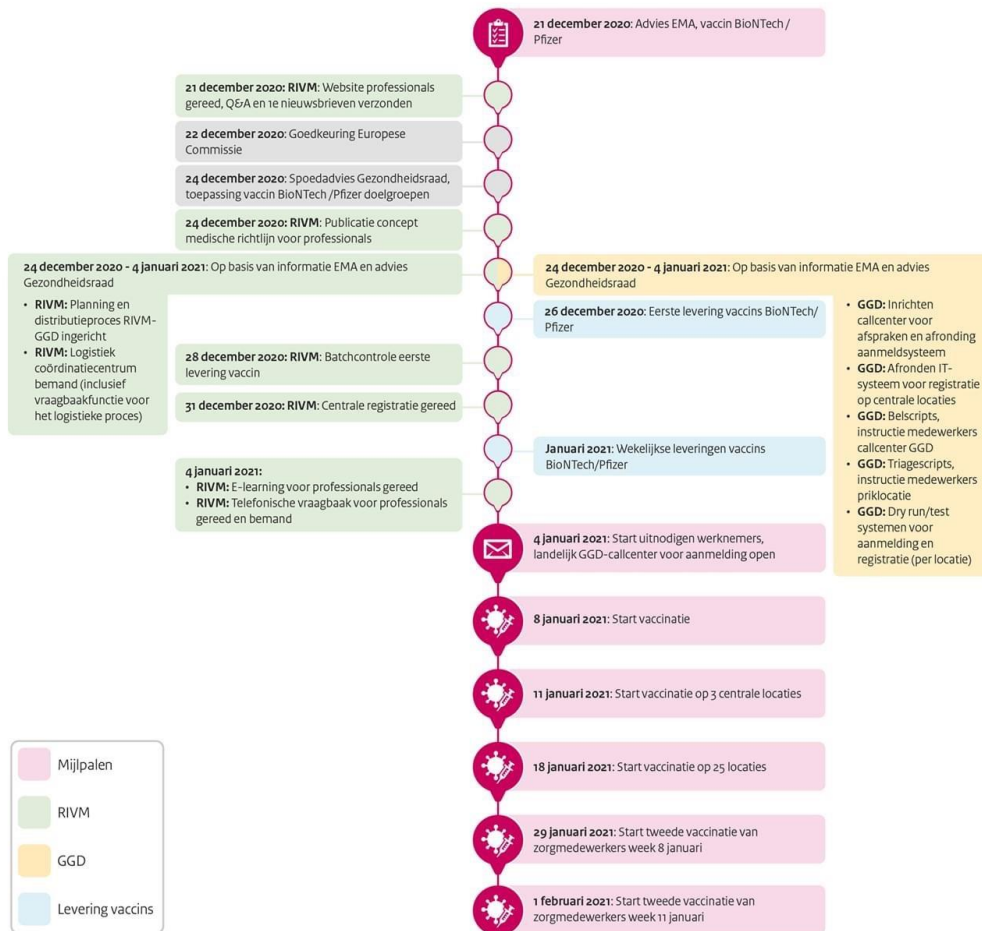 21 december 2020: Advies EMA, vaccin BioNTech /
Pfizer
21 december 2020: RIVM: Website professionals
gereed, Q&A en 1e nieuwsbrieven verzonden
22 december 2020: Goedkeuring Europese
Commissie
24 december 2020: Spoedadvies Gezondheidsraad,
toepassing vaccin BioNTech /Pfizer doelgroepen
24 december 2020: RIVM: Publicatie concept
medische richtlijn voor professionals
24 december 2020 - 4 januari 2021: Op basis van informatie EMA en advies
Gezondheidsraad
• RIVM: Planning en
distributieproces RIVM-
GGD ingericht
• RIVM: Logistiek
coördinatiecentrum
bemand (inclusief
vraagbaakfunctie voor
het logistieke proces)
24 december 2020 - 4 januari 2021: Op basis van informatie EMA en advies
Gezondheidsraad
• GGD: Inrichten
callcenter voor
afspraken en afronding
aanmeldsysteem
• GGD: Afronden IT-
systeem voor registratie
op centrale locaties
• GGD: Belscripts,
instructie medewerkers
callcenter GGD
• GGD: Triagescripts,
instructie medewerkers
priklocatie
• GGD: Dry run/test
systemen voor
aanmelding en
registratie (per locatie)
26 december 2020: Eerste levering vaccins BioNTech/
Pfizer
28 december 2020: RIVM: Batchcontrole eerste
levering vaccin
31 december 2020: RIVM: Centrale registratie gereed
Januari 2021: Wekelijkse leveringen vaccins
BioNTech/Pfizer
4 januari 2021:
• RIVM: E-learning voor professionals gereed
• RIVM: Telefonische vraagbaak voor professionals
gereed en bemand
4 januari 2021: Start uitnodigen werknemers,
landelijk GGD-callcenter voor aanmelding open
8 januari 2021: Start vaccinatie
11 januari 2021: Start vaccinatie op 3 centrale locaties
18 januari 2021: Start vaccinatie op 25 locaties
29 januari 2021: Start tweede vaccinatie van
zorgmedewerkers week 8 januari
1 februari 2021: Start tweede vaccinatie van
zorgmedewerkers week 11 januari
Mijlpalen
RIVM
GGD
Levering vaccins